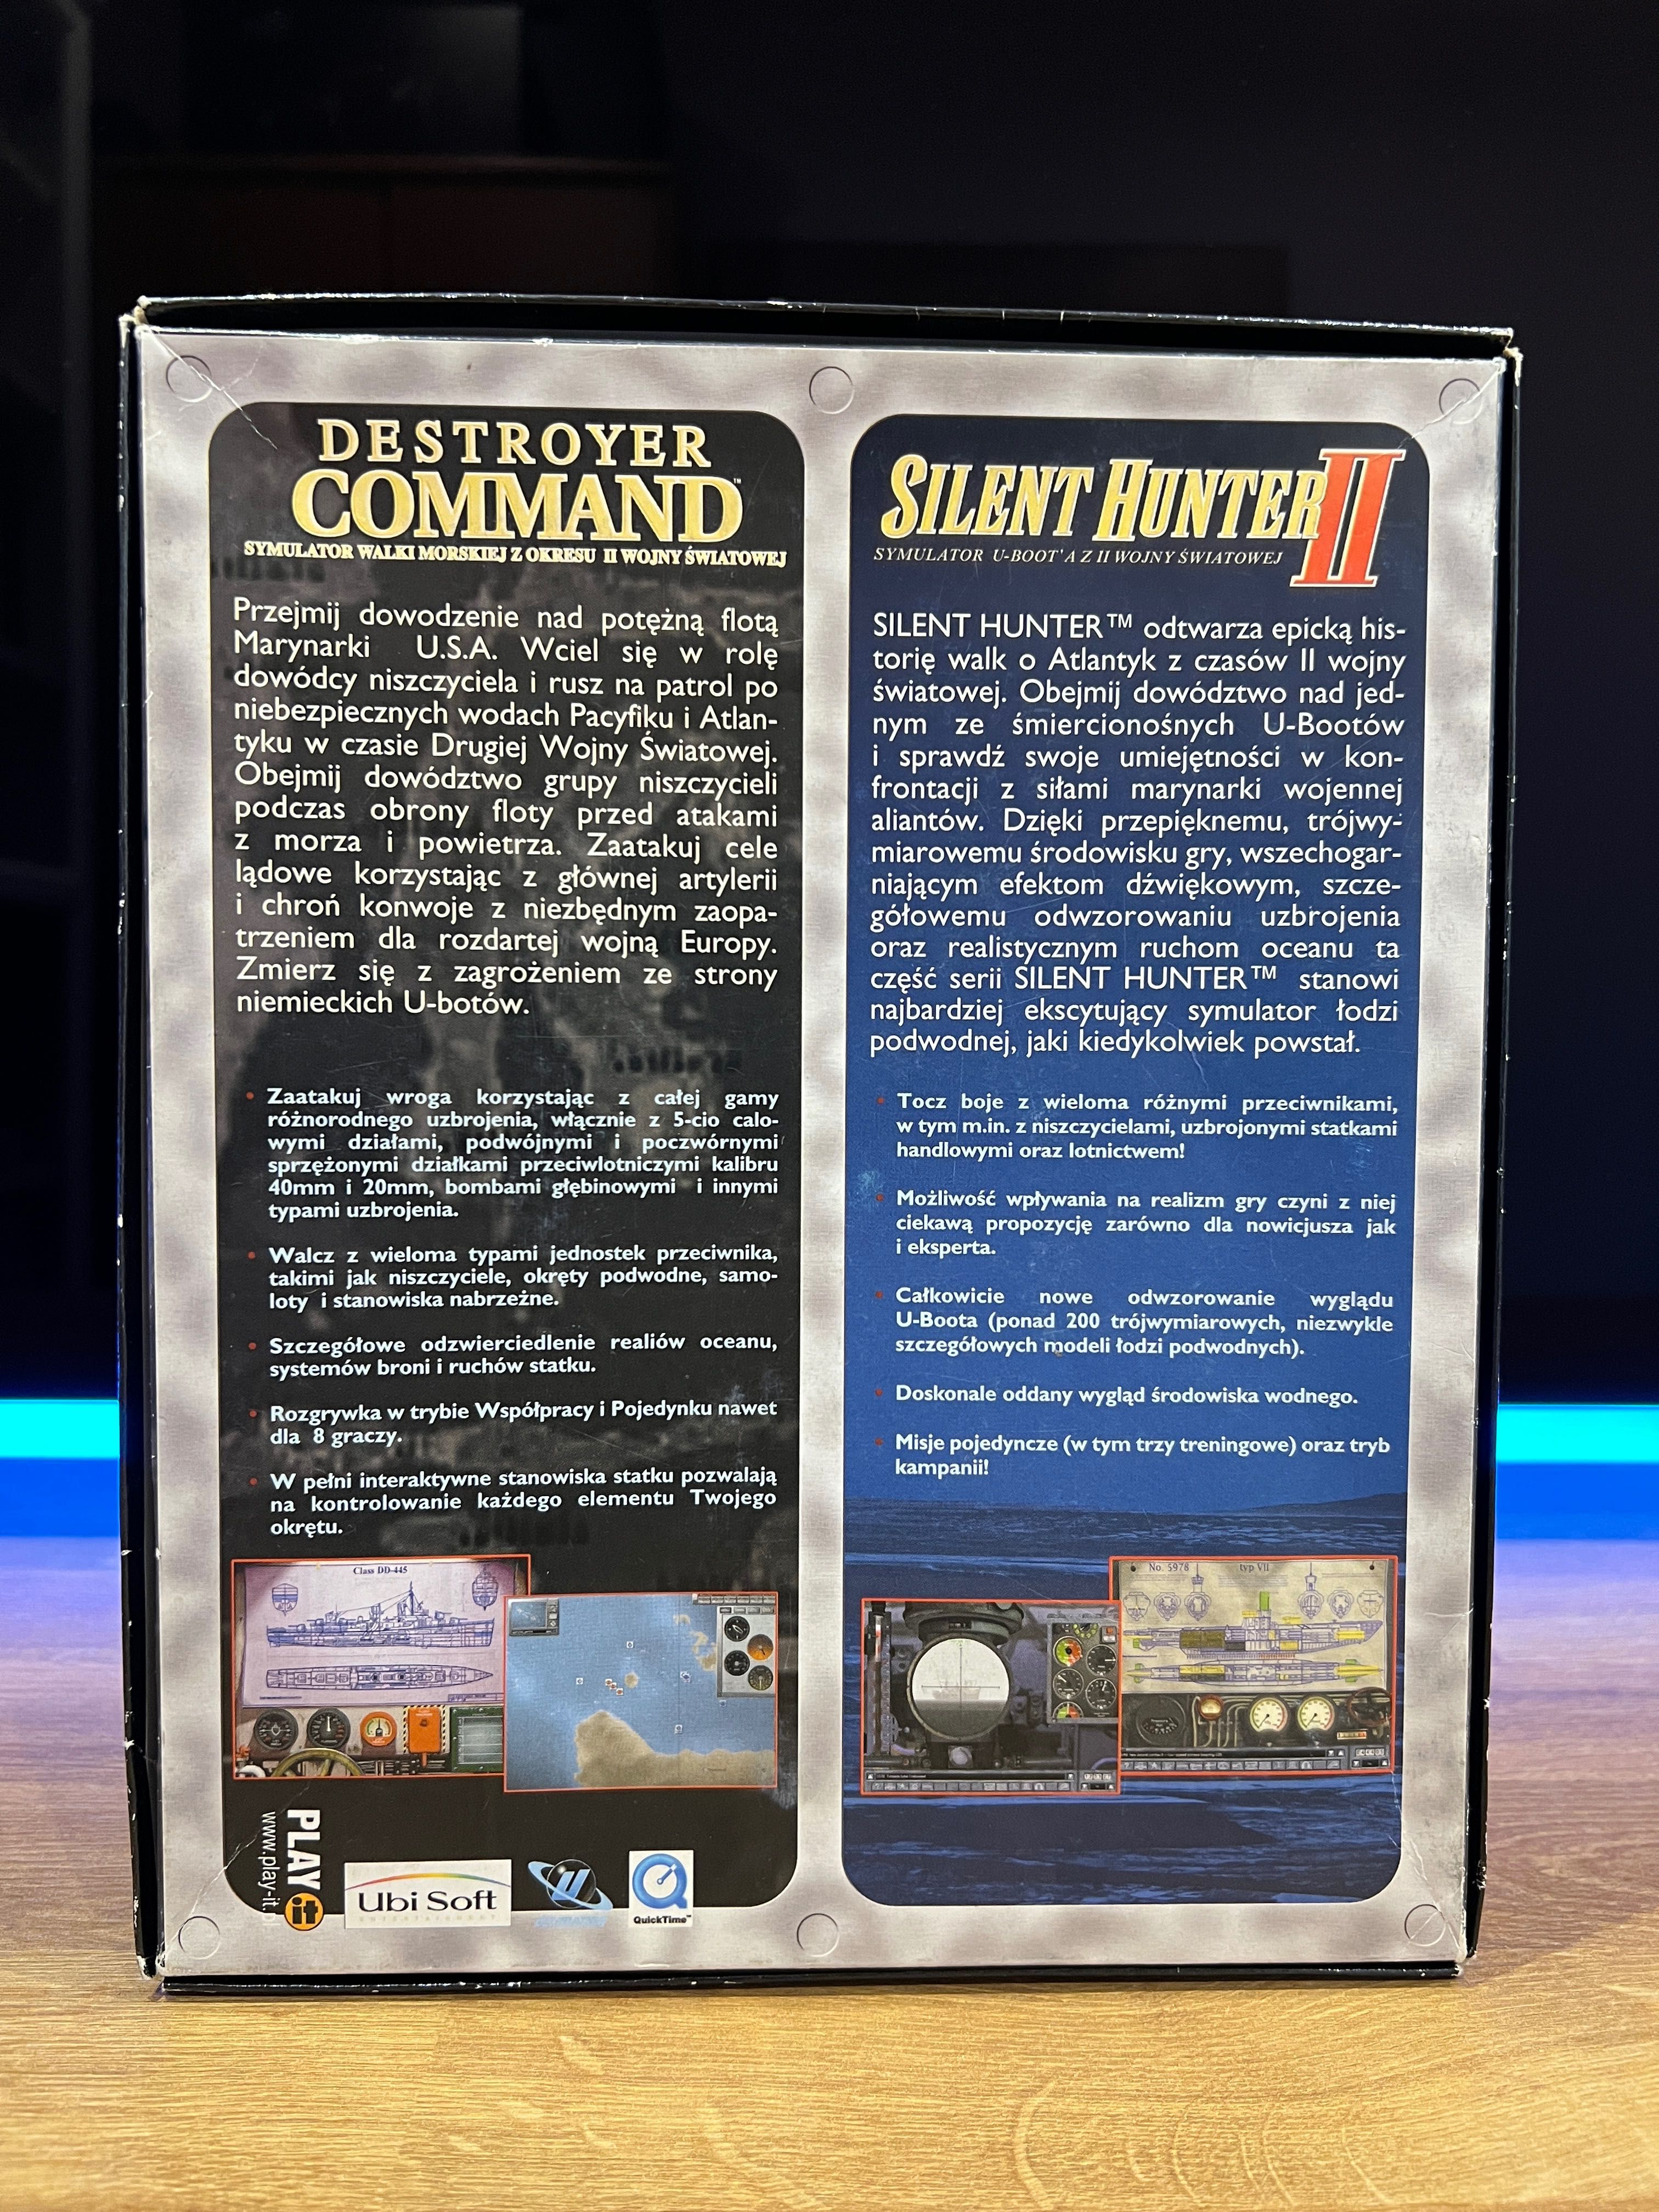 DESTROYER
COMMAND™
SYMULATOR WALKI MORSKIEJ Z OKRESU II WOJNY ŚWIATOWEJ
Przejmij dowodzenie nad potężną flotą
Marynarki U.S.A. Wciel się w rolę
dowódcy niszczyciela i rusz na patrol po
niebezpiecznych wodach Pacyfiku i Atlan-
tyku w czasie Drugiej Wojny Światowej.
Obejmij dowództwo grupy niszczycieli
podczas obrony floty przed atakami
z morza i powietrza. Zaatakuj cele
lądowe korzystając z głównej artylerii
i chroń konwoje z niezbędnym zaopa-
trzeniem dla rozdartej wojną Europy.
Zmierz się z zagrożeniem ze strony
niemieckich U-botów.
• Zaatakuj wroga korzystając z całej gamy
różnorodnego uzbrojenia, włącznie z 5-cio calo-
wymi działami, podwójnymi i poczwórnymi
sprzężonymi działkami przeciwlotniczymi kalibru
40mm i 20mm, bombami głębinowymi i innymi
typami uzbrojenia.
• Walcz z wieloma typami jednostek przeciwnika,
takimi jak niszczyciele, okręty podwodne, samo-
loty i stanowiska nabrzeżne.
• Szczegółowe odzwierciedlenie realiów oceanu,
systemów broni i ruchów statku.
• Rozgrywka w trybie Współpracy i Pojedynku nawet
dla 8 graczy.
• W pełni interaktywne stanowiska statku pozwalają
na kontrolowanie każdego elementu Twojego
okrętu.
Class DD-445
PLAY it
www.play-it.
Ubi Soft
QuickTime™
SILENT HUNTER II
SYMULATOR U-BOOT'A Z II WOJNY ŚWIATOWEJ
SILENT HUNTER™ odtwarza epicką his-
torię walk o Atlantyk z czasów II wojny
światowej. Obejmij dowództwo nad jed-
nym ze śmiercionośnych U-Bootów
i sprawdź swoje umiejętności w kon-
frontacji z siłami marynarki wojennej
aliantów. Dzięki przepięknemu, trójwy-
miarowemu środowisku gry, wszechogar-
niającym efektom dźwiękowym, szcze-
gółowemu odwzorowaniu uzbrojenia
oraz realistycznym ruchom oceanu ta
część serii SILENT HUNTER™ stanowi
najbardziej ekscytujący symulator łodzi
podwodnej, jaki kiedykolwiek powstał.
• Tocz boje z wieloma różnymi przeciwnikami,
w tym m.in. z niszczycielami, uzbrojonymi statkami
handlowymi oraz lotnictwem!
• Możliwość wpływania na realizm gry czyni z niej
ciekawą propozycję zarówno dla nowicjusza jak
i eksperta.
• Całkowicie nowe odwzorowanie wyglądu
U-Boota (ponad 200 trójwymiarowych, niezwykle
szczegółowych modeli łodzi podwodnych).
• Doskonale oddany wygląd środowiska wodnego.
• Misje pojedyncze (w tym trzy treningowe) oraz tryb
kampanii!
No. 5978 typ VII